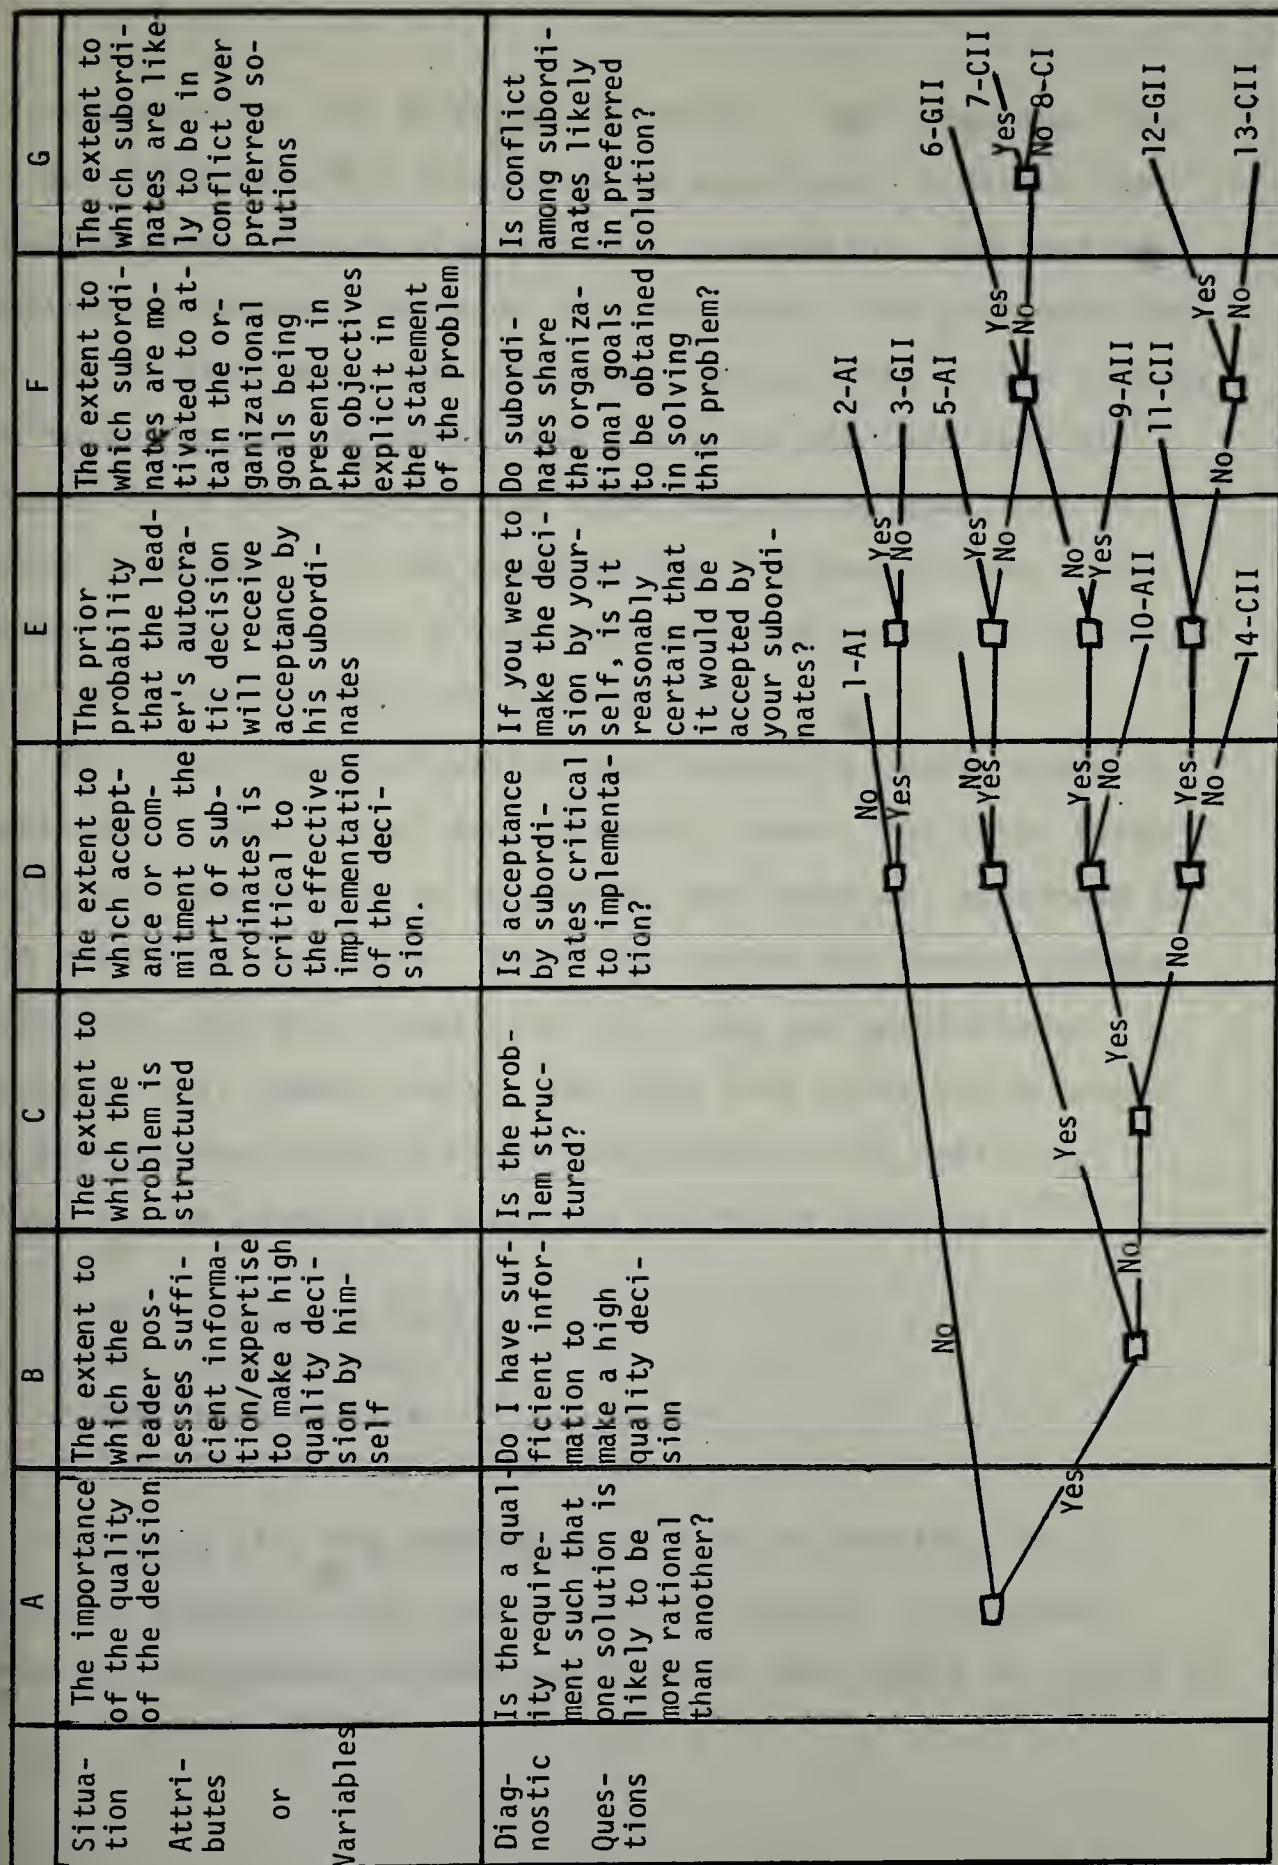 A
B
C
D
E
F
G
Situa-
tion
Attri-
butes
or
Variables
The importance
of the quality
of the decision
The extent to
which the
leader pos-
sesses suffi-
cient informa-
tion/expertise
to make a high
quality deci-
sion by him-
self
The extent to
which the
problem is
structured
The extent to
which accept-
ance or com-
mitment on the
part of sub-
ordinates is
critical to
the effective
implementation
of the deci-
sion.
The prior
probability
that the lead-
er's autocra-
tic decision
will receive
acceptance by
his subordi-
nates
The extent to
which subordi-
nates are mo-
tivated to at-
tain the or-
ganizational
goals being
presented in
the objectives
explicit in
the statement
of the problem
The extent to
which subordi-
nates are like-
ly to be in
conflict over
preferred so-
lutions
Diag-
nostic
Ques-
tions
Is there a qual-
ity require-
ment such that
one solution is
likely to be
more rational
than another?
Do I have suf-
ficient infor-
mation to
make a high
quality deci-
sion
Is the prob-
lem struc-
tured?
Is acceptance
by subordi-
nates critical
to implementa-
tion?
If you were to
make the deci-
sion by your-
self, is it
reasonably
certain that
it would be
accepted by
your subordi-
nates?
Do subordi-
nates share
the organiza-
tional goals
to be obtained
in solving
this problem?
Is conflict
among subordi-
nates likely
in preferred
solution?
No
Yes
Yes
No
Yes
No
No
Yes
No
Yes
Yes
No
Yes
No
1-AI
Yes
No
Yes
No
No
Yes
10-AII
14-CII
2-AI
3-GII
5-AI
Yes
No
9-AII
11-CII
No
Yes
No
6-GII
Yes
7-CII
No
8-CI
12-GII
13-CII